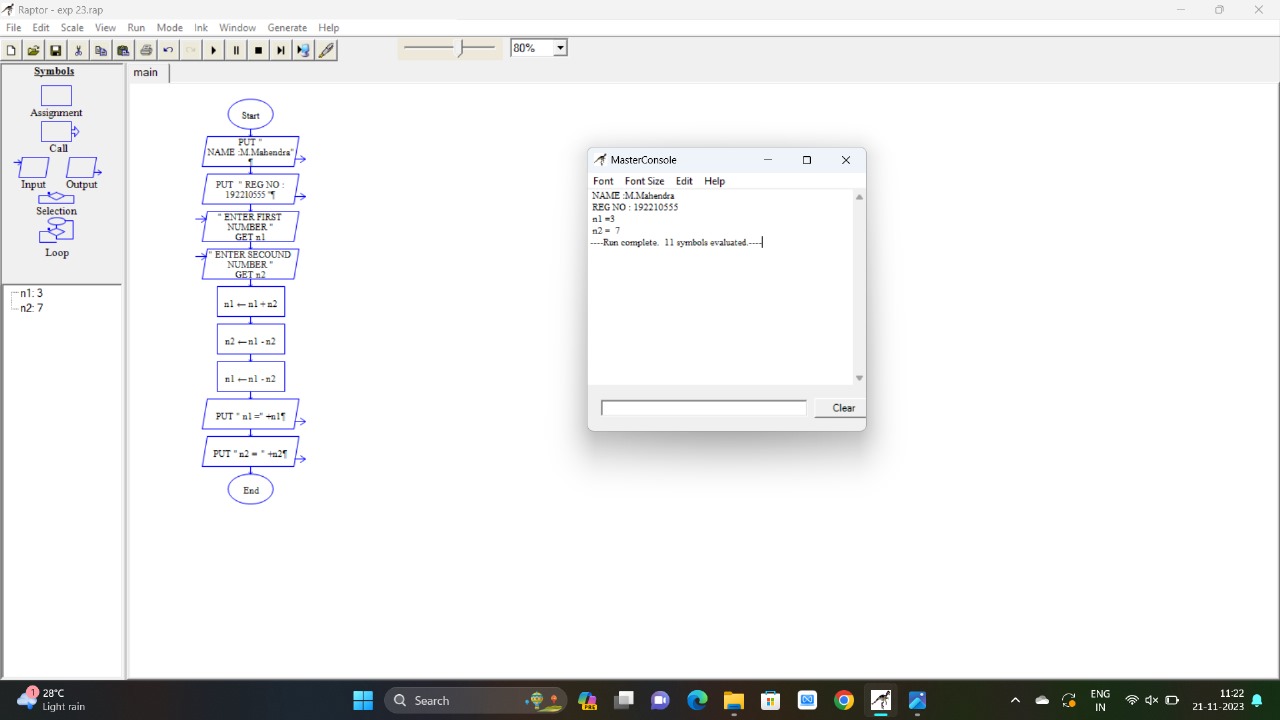 Raptor - exp 23.rap
File Edit Scale View Run Mode Ink Window Generate Help
80%
Symbols
Assignment
Call
Input Output
Selection
Loop
n1: 3
n2: 7
main
Start
PUT "
NAME :M.Mahendra"
¶
PUT " REG NO :
192210555 "¶
" ENTER FIRST
NUMBER "
GET n1
" ENTER SECOUND
NUMBER "
GET n2
n1 ← n1 + n2
n2 ← n1 - n2
n1 ← n1 - n2
PUT " n1 =" +n1¶
PUT " n2 = " +n2¶
End
MasterConsole
Font Font Size Edit Help
NAME :M.Mahendra
REG NO : 192210555
n1 =3
n2 = 7
----Run complete. 11 symbols evaluated.----
Clear
1
28°C
Light rain
Search
PRE
ENG
IN
11:22
21-11-2023